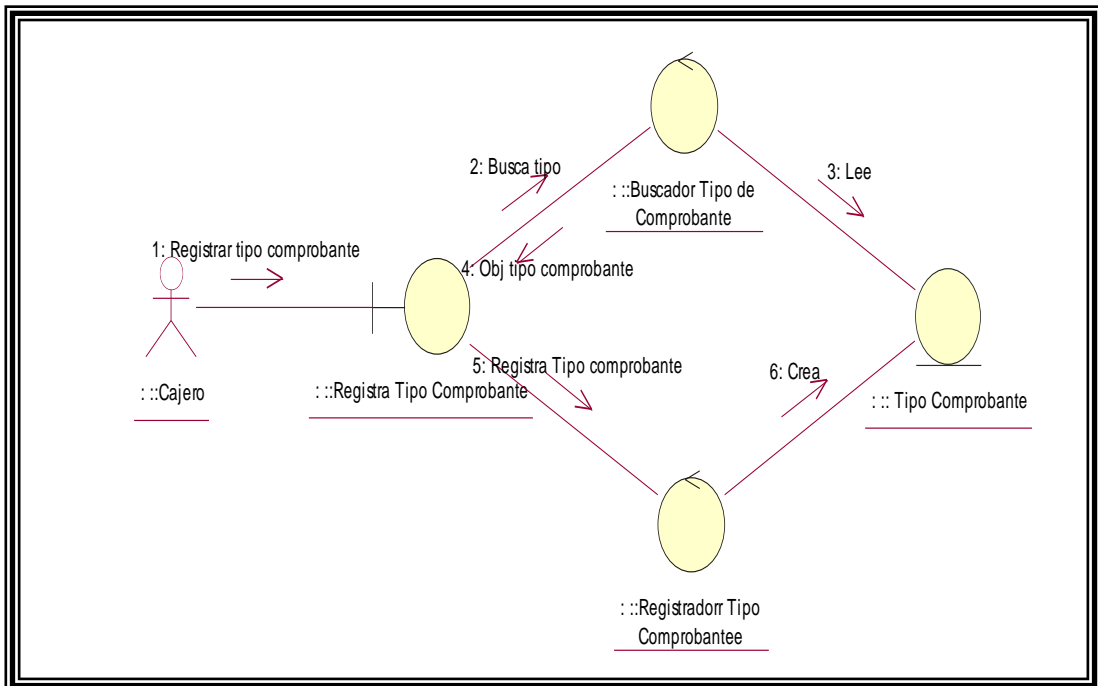 2: Busca tipo
3: Lee
: ::Buscador Tipo de
Comprobante
1: Registrar tipo comprobante
4: Obj tipo comprobante
5: Registra Tipo comprobante
6: Crea
: ::Cajero
: ::Registra Tipo Comprobante
: :: Tipo Comprobante
: ::Registradorr Tipo
Comprobantee